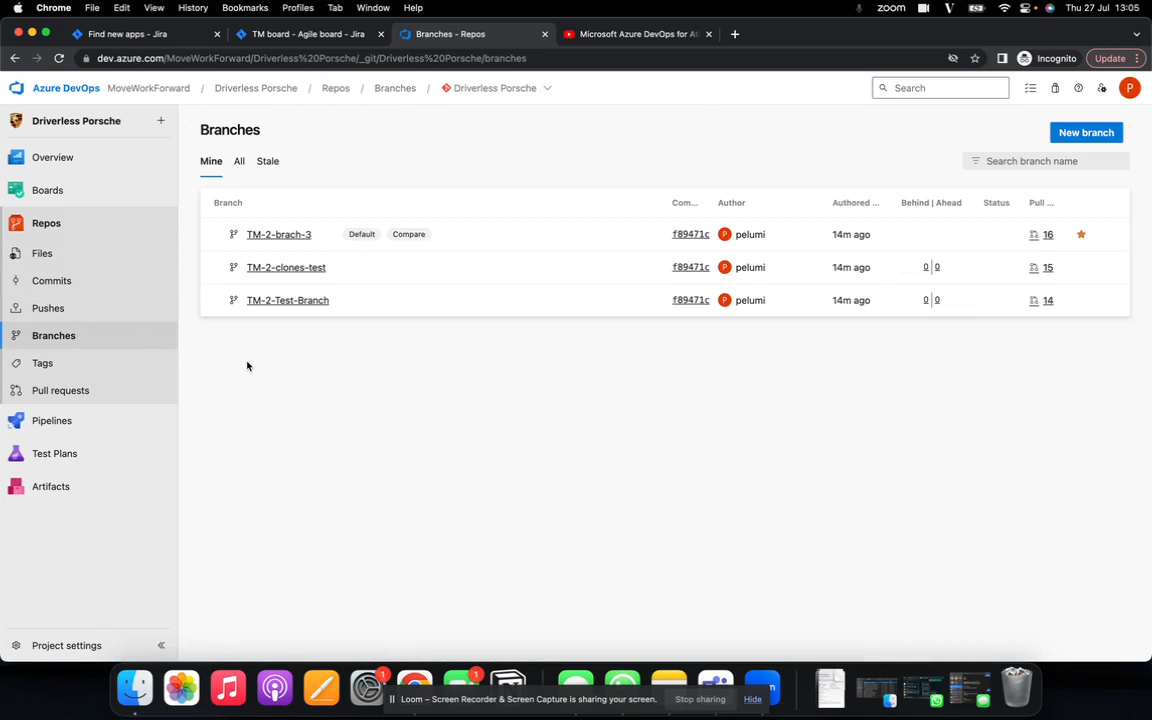 Chrome File Edit View History Bookmarks Profiles Tab Window Help zoom Thu 27 Jul 13:05
Find new apps - Jira TM board - Agile board - Jira Branches - Repos Microsoft Azure DevOps for At
dev.azure.com/MoveWorkForward/Driverless%20Porsche/_git/Driverless%20Porsche/branches Incognito Update
Azure DevOps MoveWorkForward / Driverless Porsche / Repos / Branches / Driverless Porsche Search P
Driverless Porsche
Overview
Boards
Repos
Files
Commits
Pushes
Branches
Tags
Pull requests
Pipelines
Test Plans
Artifacts
Project settings
Branches
New branch
Mine All Stale
Search branch name
Branch Com... Author Authored ... Behind | Ahead Status Pull ...
TM-2-brach-3 Default Compare f89471c P pelumi 14m ago 16
TM-2-clones-test f89471c P pelumi 14m ago 0 | 0 15
TM-2-Test-Branch f89471c P pelumi 14m ago 0 | 0 14
1 1
Loom – Screen Recorder & Screen Capture is sharing your screen. Stop sharing Hide